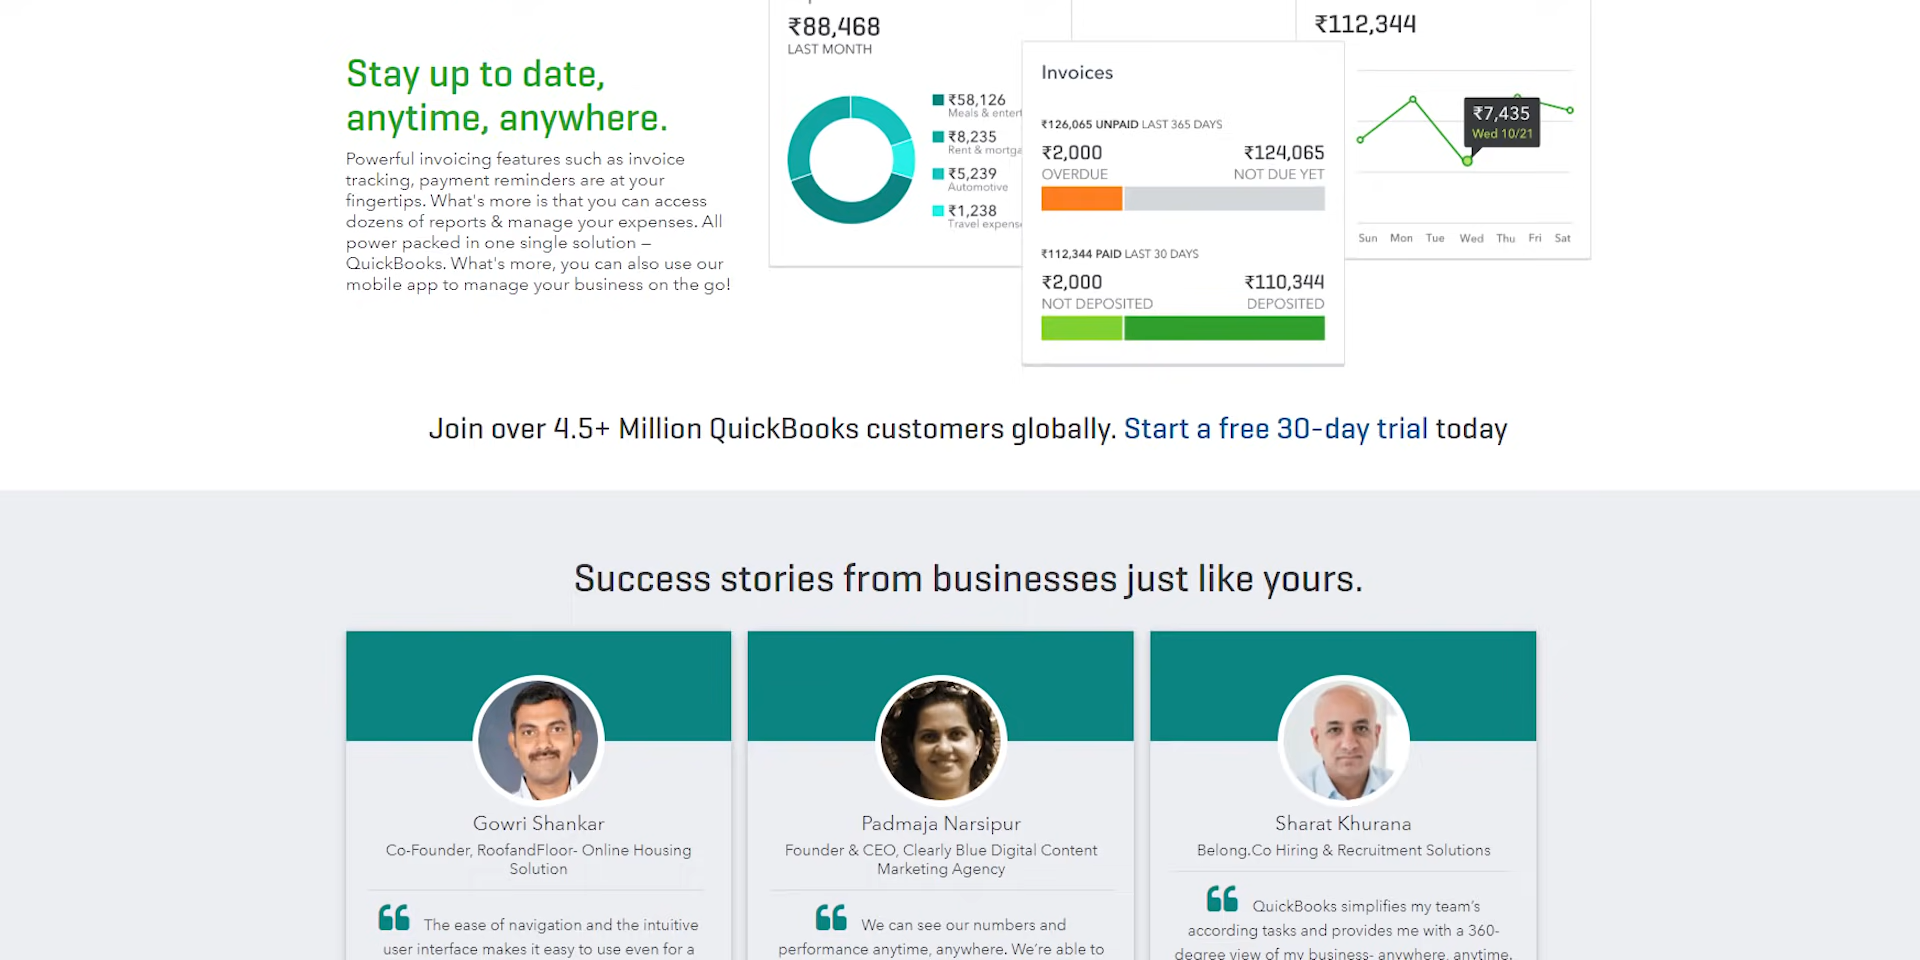 ₹88,468
LAST MONTH
₹112,344
Stay up to date,
anytime, anywhere.
Powerful invoicing features such as invoice
tracking, payment reminders are at your
fingertips. What's more is that you can access
dozens of reports & manage your expenses. All
power packed in one single solution –
QuickBooks. What's more, you can also use our
mobile app to manage your business on the go!
₹58,126
Meals & entert
₹8,235
Rent & mortga
₹5,239
Automotive
₹1,238
Travel expens
Invoices
₹126,065 UNPAID LAST 365 DAYS
₹2,000 ₹124,065
OVERDUE NOT DUE YET
₹112,344 PAID LAST 30 DAYS
₹2,000 ₹110,344
NOT DEPOSITED DEPOSITED
₹7,435
Wed 10/21
Sun Mon Tue Wed Thu Fri Sat
Join over 4.5+ Million QuickBooks customers globally. Start a free 30-day trial today
Success stories from businesses just like yours.
Gowri Shankar
Co-Founder, RoofandFloor- Online Housing
Solution
“ The ease of navigation and the intuitive
user interface makes it easy to use even for a
Padmaja Narsipur
Founder & CEO, Clearly Blue Digital Content
Marketing Agency
“ We can see our numbers and
performance anytime, anywhere. We’re able to
Sharat Khurana
Belong.Co Hiring & Recruitment Solutions
“ QuickBooks simplifies my team’s
according tasks and provides me with a 360-
degree view of my business- anywhere, anytime.